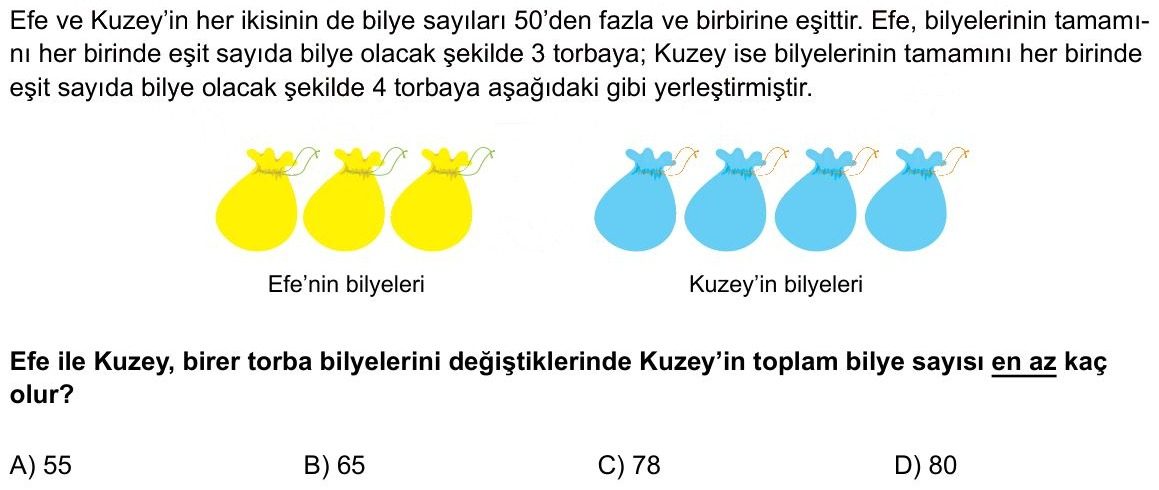 Efe ve Kuzey’in her ikisinin de bilye sayıları 50’den fazla ve birbirine eşittir. Efe, bilyelerinin tamamı-
nı her birinde eşit sayıda bilye olacak şekilde 3 torbaya; Kuzey ise bilyelerinin tamamını her birinde
eşit sayıda bilye olacak şekilde 4 torbaya aşağıdaki gibi yerleştirmiştir.
Efe’nin bilyeleri Kuzey’in bilyeleri
Efe ile Kuzey, birer torba bilyelerini değiştiklerinde Kuzey’in toplam bilye sayısı en az kaç
olur?
A) 55 B) 65 C) 78 D) 80